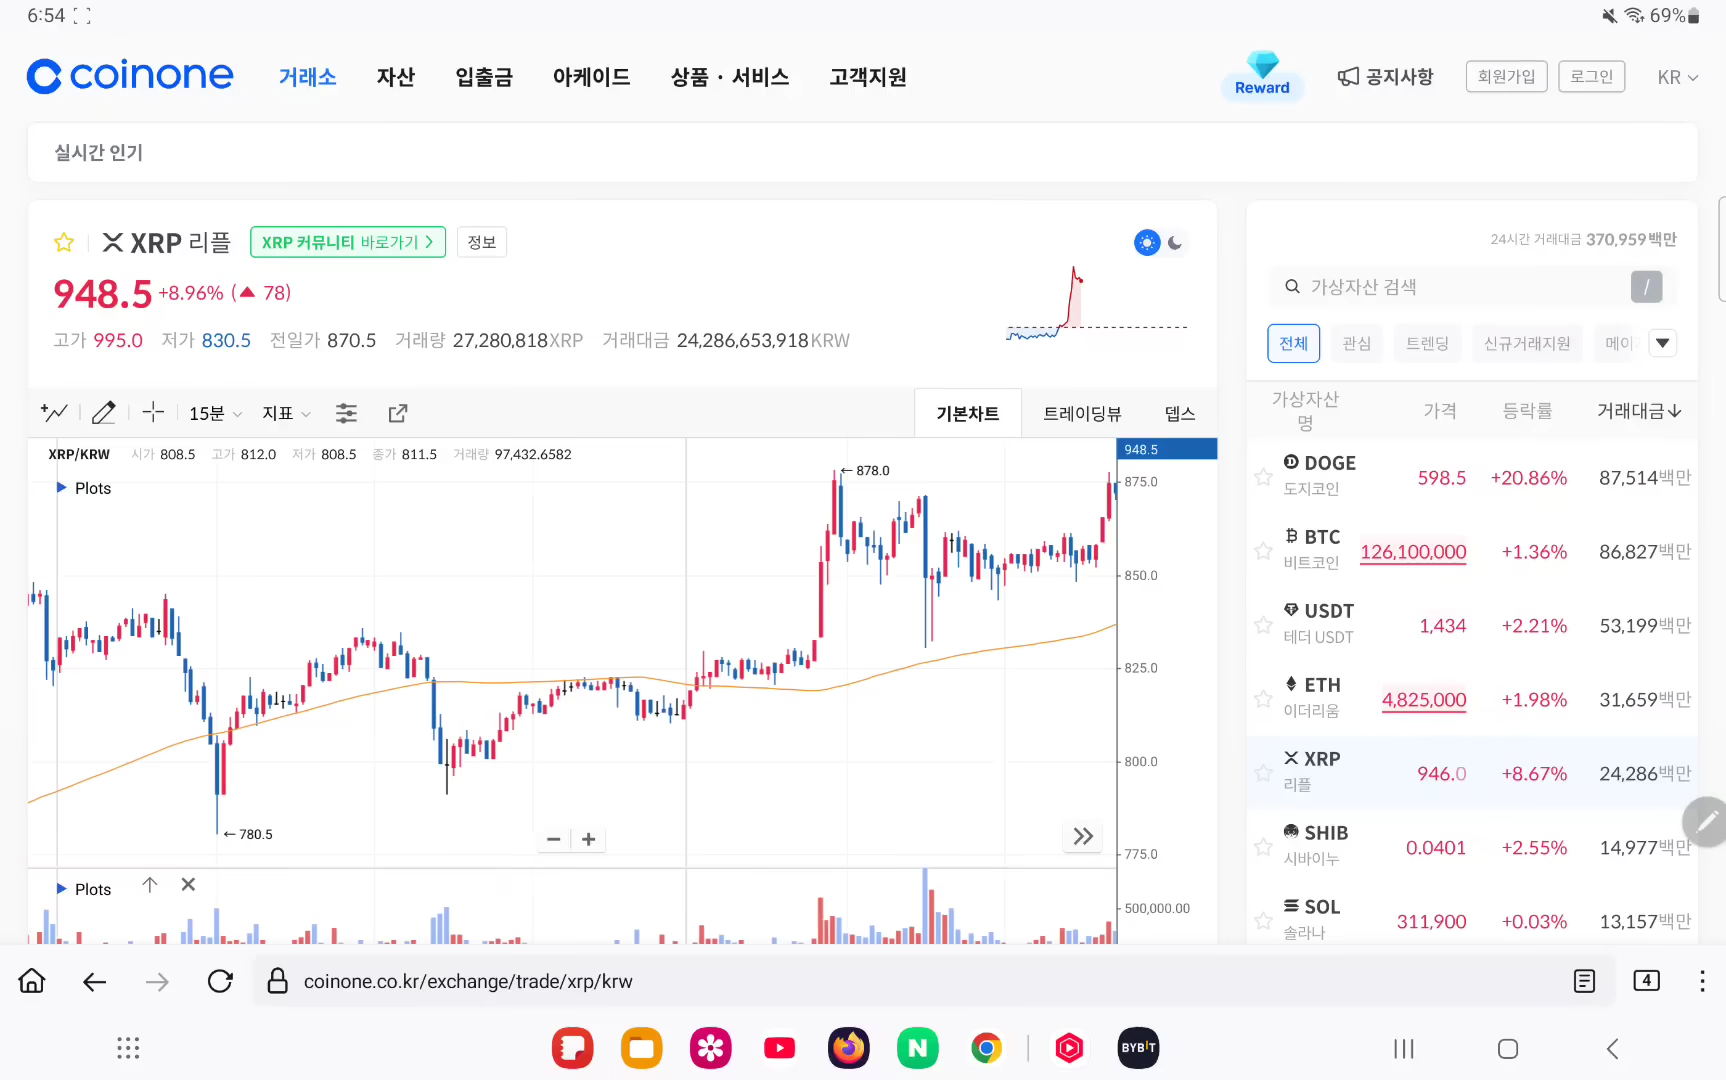 6:54
69%
coinone 거래소 자산 입출금 아케이드 상품 · 서비스 고객지원 Reward 공지사항 회원가입 로그인 KR
실시간 인기
XRP 리플 XRP 커뮤니티 바로가기 정보
948.5 +8.96% (▲ 78)
고가 995.0 저가 830.5 전일가 870.5 거래량 27,280,818XRP 거래대금 24,286,653,918KRW
15분 지표 기본차트 트레이딩뷰 뎁스
XRP/KRW 시가 808.5 고가 812.0 저가 808.5 종가 811.5 거래량 97,432.6582
Plots
←878.0
←780.5
948.5
875.0
850.0
825.0
800.0
775.0
− +
Plots
500,000.00
24시간 거래대금 370,959백만
가상자산 검색 /
전체 관심 트렌딩 신규거래지원 메이
가상자산명 가격 등락률 거래대금↓
DOGE 598.5 +20.86% 87,514백만
도지코인
BTC 126,100,000 +1.36% 86,827백만
비트코인
USDT 1,434 +2.21% 53,199백만
테더 USDT
ETH 4,825,000 +1.98% 31,659백만
이더리움
XRP 946.0 +8.67% 24,286백만
리플
SHIB 0.0401 +2.55% 14,977백만
시바이누
SOL 311,900 +0.03% 13,157백만
솔라나
coinone.co.kr/exchange/trade/xrp/krw 4
N
BYBIT